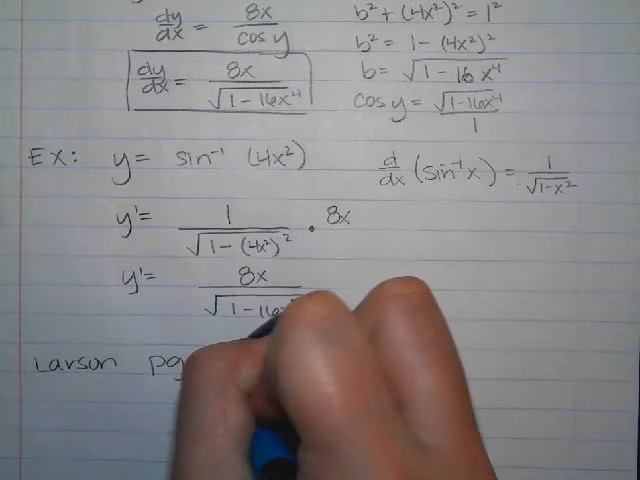 dy/dx = 8x/cos y
b² + (4x²)² = 1²
b² = 1 - (4x²)²
dy/dx = 8x/√(1-16x⁴)
b = √(1-16x⁴)
cos y = √(1-16x⁴)/1
Ex: y = sin⁻¹ (4x²)
d/dx (sin⁻¹x) = 1/√(1-x²)
y' = 1/√(1-(4x²)²) · 8x
y' = 8x/√(1-16
Larson pg